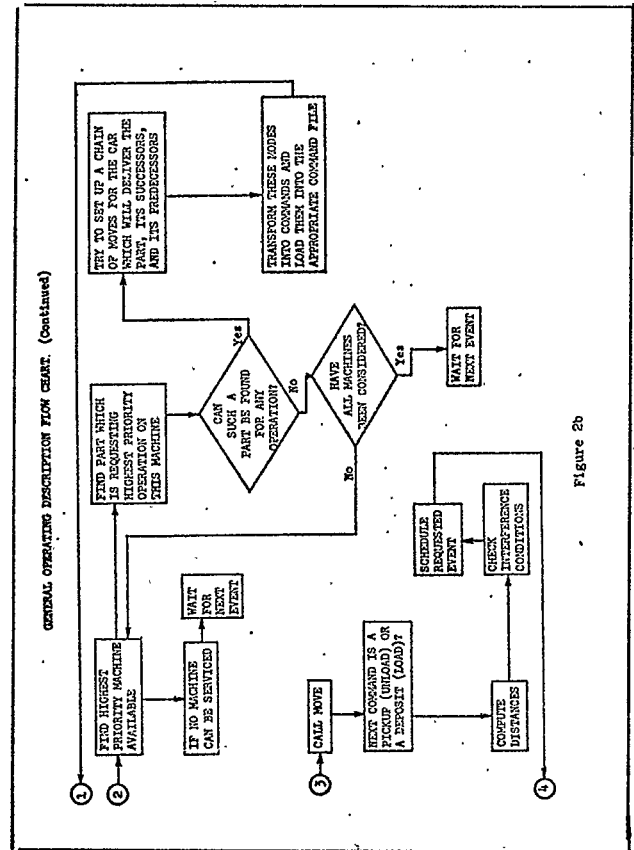 GENERAL OPERATING DESCRIPTION FLOW CHART. (Continued)
1
2
FIND HIGHEST
PRIORITY MACHINE
AVAILABLE
IF NO MACHINE
CAN BE SERVICED
WAIT
FOR
NEXT
EVENT
FIND PART WHICH
IS REQUESTING
HIGHEST PRIORITY
OPERATION ON
THIS MACHINE
CAN
SUCH A
PART BE FOUND
FOR ANY
OPERATION?
Yes
No
TRY TO SET UP A CHAIN
OF MOVES FOR THE CAR
WHICH WILL DELIVER THE
PART, ITS SUCCESSORS,
AND ITS PREDECESSORS
TRANSFORM THESE MODES
INTO COMMANDS AND
LOAD THEM INTO THE
APPROPRIATE COMMAND FILE
HAVE
ALL MACHINES
BEEN CONSIDERED?
No
Yes
WAIT FOR
NEXT EVENT
3
CALL MOVE
NEXT COMMAND IS A
PICKUP (UNLOAD) OR
A DEPOSIT (LOAD)?
COMPUTE
DISTANCES
CHECK
INTERFERENCE
CONDITIONS
SCHEDULE
REQUESTED
EVENT
4
Figure 2b